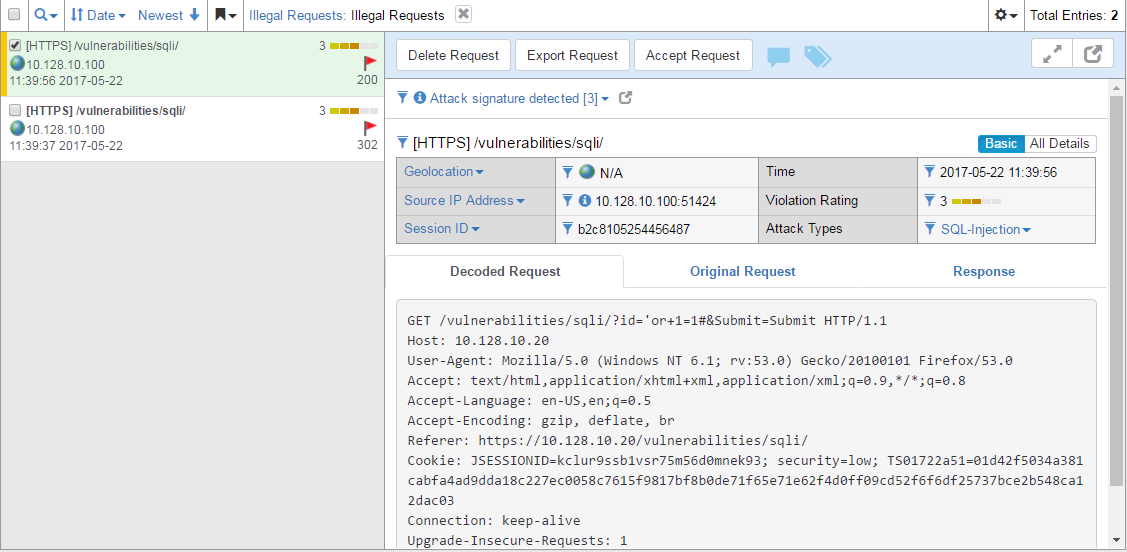 Date Newest Illegal Requests: Illegal Requests Total Entries: 2
[HTTPS] /vulnerabilities/sqli/ 3
10.128.10.100
11:39:56 2017-05-22 200
[HTTPS] /vulnerabilities/sqli/ 3
10.128.10.100
11:39:37 2017-05-22 302
Delete Request Export Request Accept Request
Attack signature detected [3]
[HTTPS] /vulnerabilities/sqli/ Basic All Details
Geolocation N/A Time 2017-05-22 11:39:56
Source IP Address 10.128.10.100:51424 Violation Rating 3
Session ID b2c8105254456487 Attack Types SQL-Injection
Decoded Request Original Request Response
GET /vulnerabilities/sqli/?id='or+1=1#&Submit=Submit HTTP/1.1
Host: 10.128.10.20
User-Agent: Mozilla/5.0 (Windows NT 6.1; rv:53.0) Gecko/20100101 Firefox/53.0
Accept: text/html,application/xhtml+xml,application/xml;q=0.9,*/*;q=0.8
Accept-Language: en-US,en;q=0.5
Accept-Encoding: gzip, deflate, br
Referer: https://10.128.10.20/vulnerabilities/sqli/
Cookie: JSESSIONID=kclur9ssb1vsr75m56d0mnek93; security=low; TS01722a51=01d42f5034a381
cabfa4ad9dda18c227ec0058c7615f9817bf8b0de71f65e71e62f4d0ff09cd52f6f6df25737bce2b548ca1
2dac03
Connection: keep-alive
Upgrade-Insecure-Requests: 1